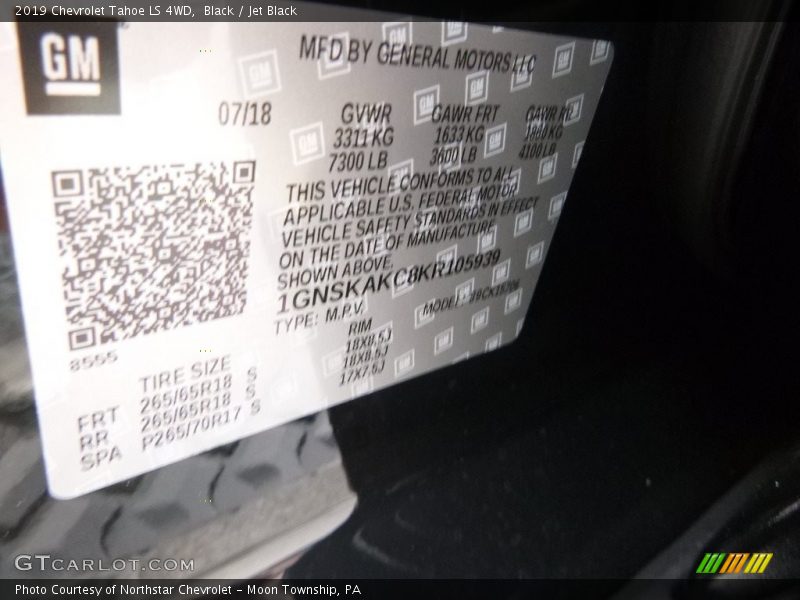 2019 Chevrolet Tahoe LS 4WD, Black / Jet Black
GM
MFD BY GENERAL MOTORS LLC
07/18 GVWR GAWR FRT GAWR RR
3311 KG 1633 KG 1860 KG
7300 LB 3600 LB 4100 LB
THIS VEHICLE CONFORMS TO ALL
APPLICABLE U.S. FEDERAL MOTOR
VEHICLE SAFETY STANDARDS IN EFFECT
ON THE DATE OF MANUFACTURE
SHOWN ABOVE.
1GNSKAKC8KR105939
TYPE: M.P.V. MODEL:
8555
TIRE SIZE RIM
FRT 265/65R18 S 18X8.5J
RR 265/65R18 S 18X8.5J
SPA P265/70R17 S 17X7.5J
GTCARLOT.COM
Photo Courtesy of Northstar Chevrolet - Moon Township, PA